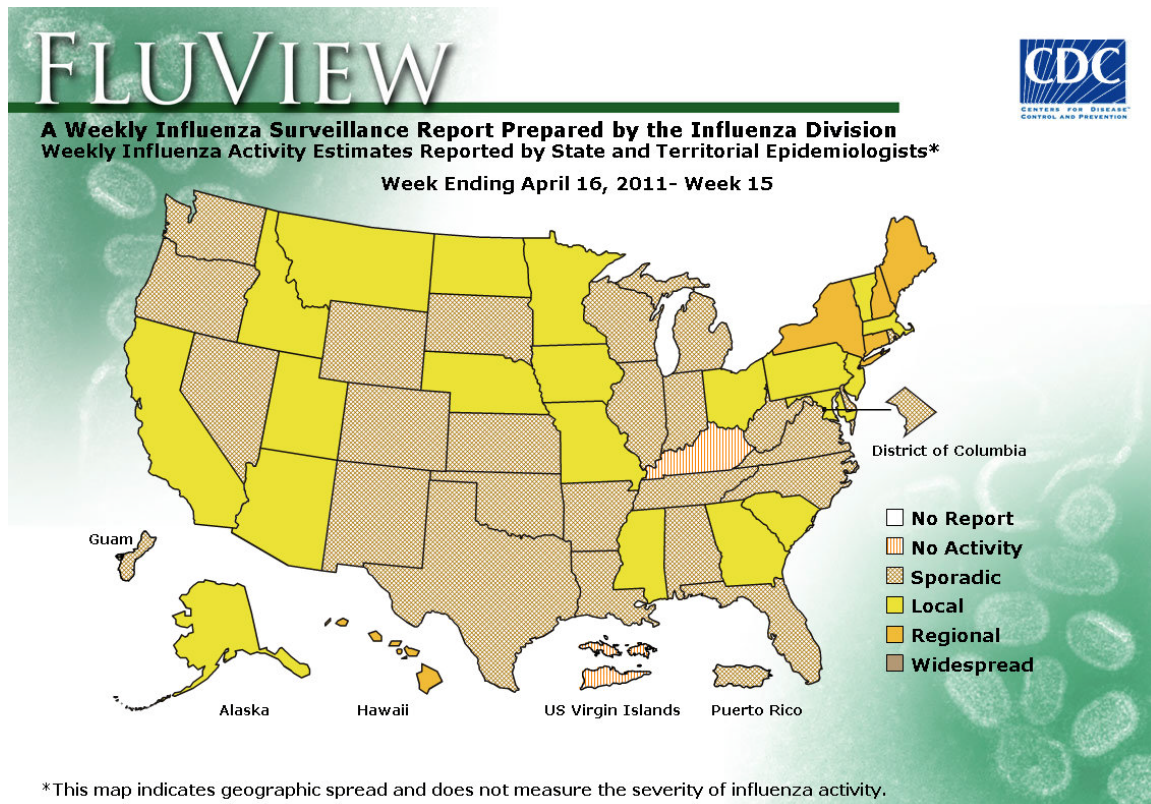 FLUVIEW
CDC
CENTERS FOR DISEASE™
CONTROL AND PREVENTION
A Weekly Influenza Surveillance Report Prepared by the Influenza Division
Weekly Influenza Activity Estimates Reported by State and Territorial Epidemiologists*
Week Ending April 16, 2011- Week 15
District of Columbia
No Report
Guam
No Activity
Sporadic
Local
Regional
Widespread
Alaska
Hawaii
US Virgin Islands
Puerto Rico
*This map indicates geographic spread and does not measure the severity of influenza activity.